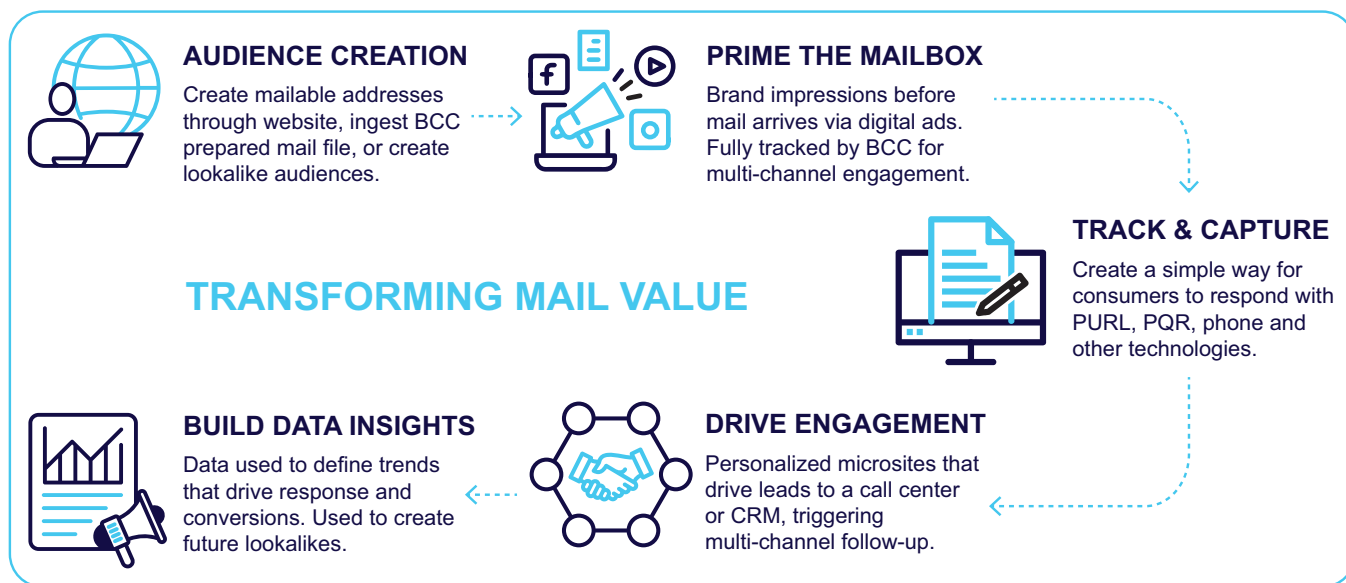 AUDIENCE CREATION
Create mailable addresses
through website, ingest BCC
prepared mail file, or create
lookalike audiences.
PRIME THE MAILBOX
Brand impressions before
mail arrives via digital ads.
Fully tracked by BCC for
multi-channel engagement.
TRACK & CAPTURE
Create a simple way for
consumers to respond with
PURL, PQR, phone and
other technologies.
TRANSFORMING MAIL VALUE
DRIVE ENGAGEMENT
Personalized microsites that
drive leads to a call center
or CRM, triggering
multi-channel follow-up.
BUILD DATA INSIGHTS
Data used to define trends
that drive response and
conversions. Used to create
future lookalikes.